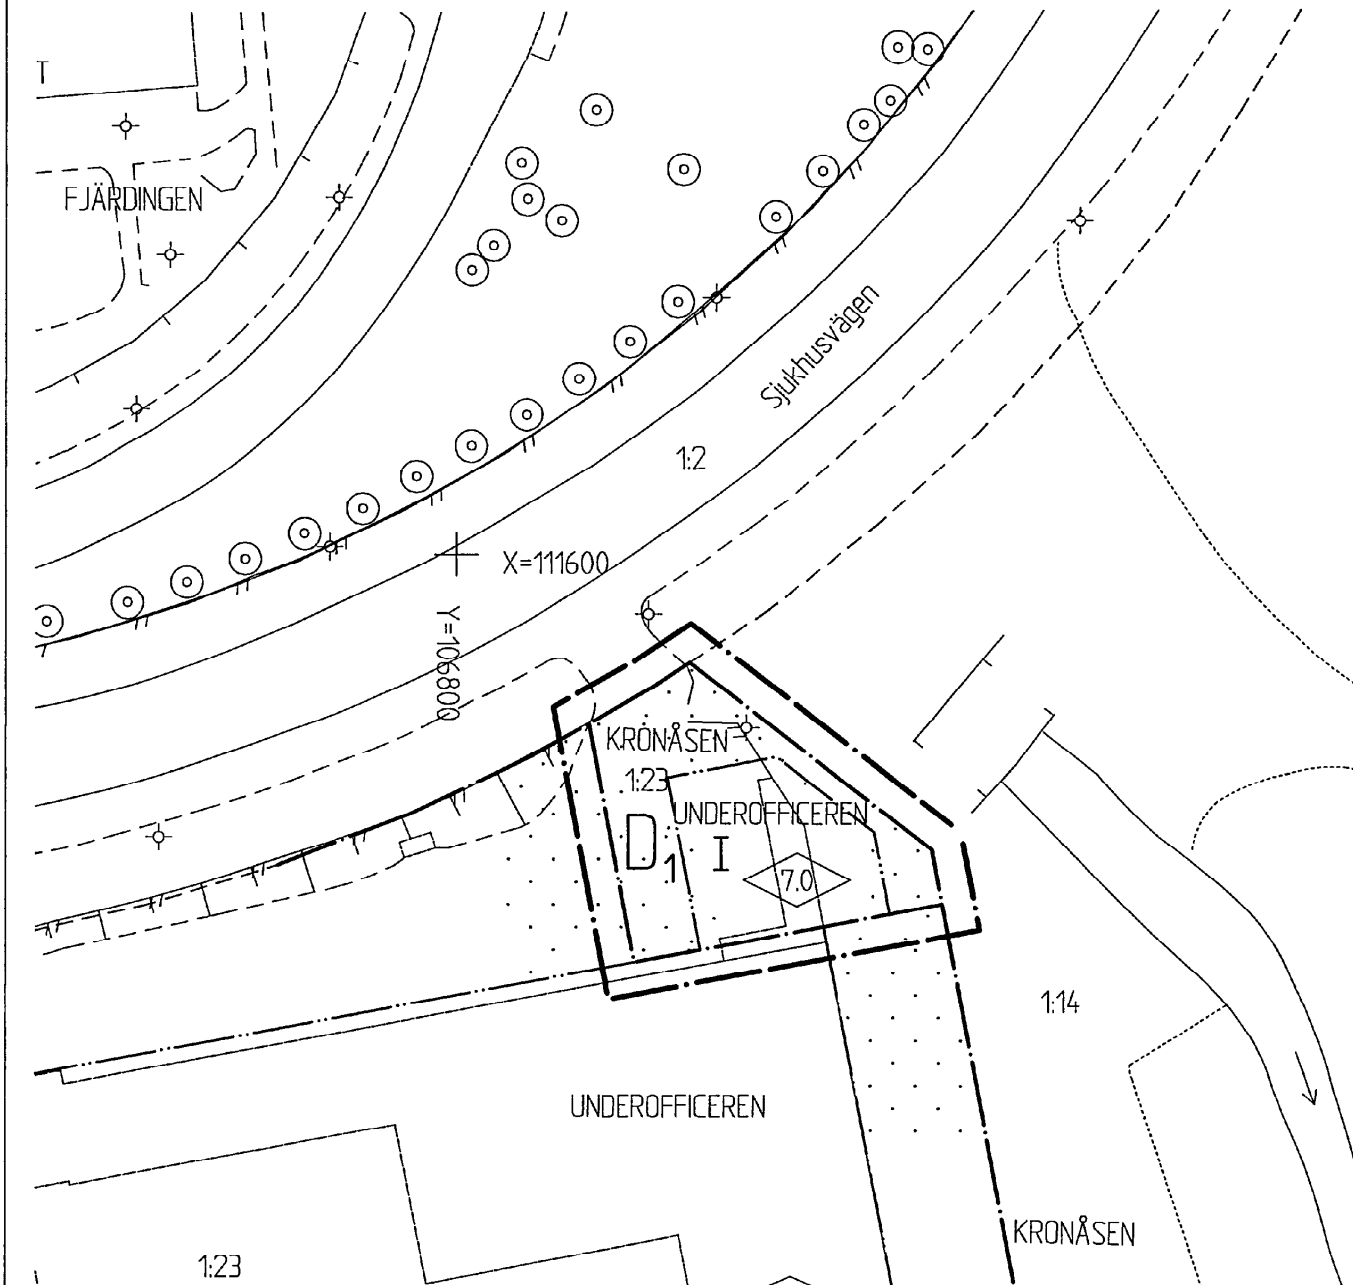 T
FJÄRDINGEN
Sjukhusvägen
1:2
X=111600
Y=106800
KRONÅSEN
1:23
UNDEROFFICEREN
D1
I
7.0
1:14
UNDEROFFICEREN
KRONÅSEN
1:23